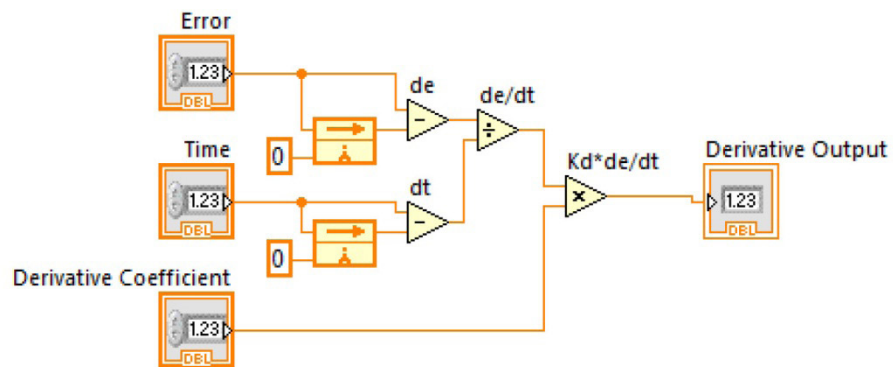 Error
1.23
DBL
de
de/dt
-
÷
0
Time
1.23
DBL
dt
-
0
Kd*de/dt
×
Derivative Output
1.23
DBL
Derivative Coefficient
1.23
DBL